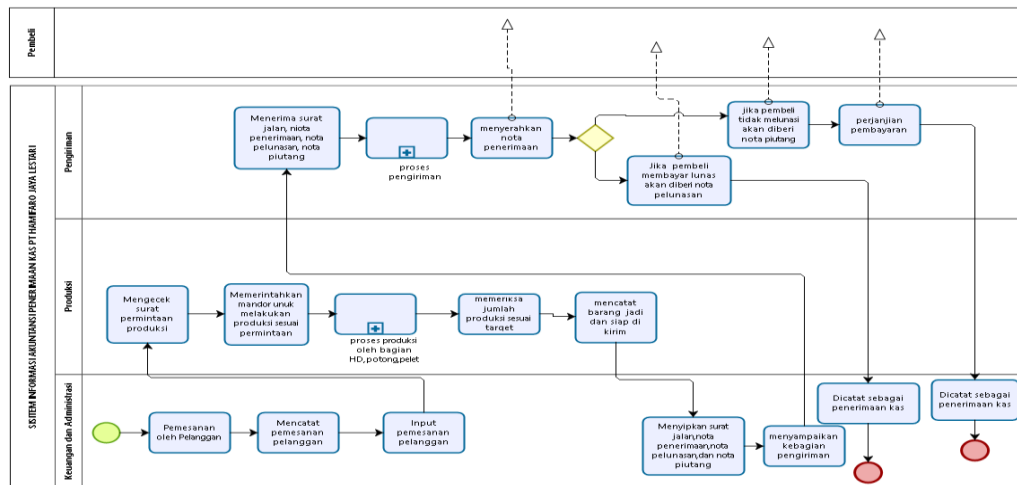 Pembeli
SISTEM INFORMASI AKUNTANSI PENERIMAAN KAS PT HAMIFARO JAYA LESTARI
Pengiriman
Menerima surat
jalan, niota
penerimaan, nota
pelunasan, nota
piutang
proses
pengiriman
menyerahkan
nota
penerimaan
Jika pembeli
membayar lunas
akan diberi nota
pelunasan
jika pembeli
tidak melunasi
akan diberi
nota piutang
perjanjian
pembayaran
Produksi
Mengecek
surat
permintaan
produksi
Memerintahkan
mandor unuk
melakukan
produksi sesuai
permintaan
proses produksi
oleh bagian
HD,potong,pelet
memeriksa
jumlah
produksi sesuai
target
mencatat
barang jadi
dan siap di
kirim
Keuangan dan Administrasi
Pemesanan
oleh Pelanggan
Mencatat
pemesanan
pelanggan
Input
pemesanan
pelanggan
Menyipkan surat
jalan,nota
penerimaan,nota
pelunasan,dan nota
piutang
menyampaikan
kebagian
pengiriman
Dicatat sebagai
penerimaan kas
Dicatat sebagai
penerimaan kas